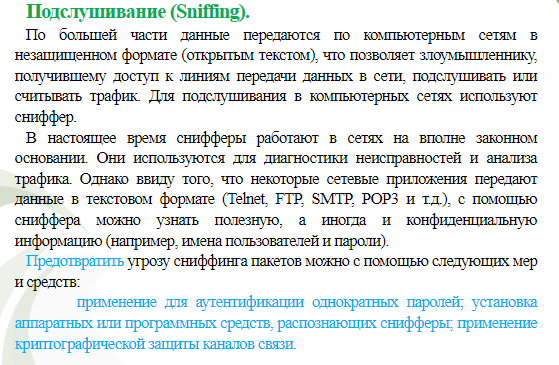 Подслушивание (Sniffing).
По большей части данные передаются по компьютерным сетям в
незащищенном формате (открытым текстом), что позволяет злоумышленнику,
получившему доступ к линиям передачи данных в сети, подслушивать или
считывать трафик. Для подслушивания в компьютерных сетях используют
сниффер.
В настоящее время снифферы работают в сетях на вполне законном
основании. Они используются для диагностики неисправностей и анализа
трафика. Однако ввиду того, что некоторые сетевые приложения передают
данные в текстовом формате (Telnet, FTP, SMTP, POP3 и т.д.), с помощью
сниффера можно узнать полезную, а иногда и конфиденциальную
информацию (например, имена пользователей и пароли).
Предотвратить угрозу сниффинга пакетов можно с помощью следующих мер
и средств:
применение для аутентификации однократных паролей; установка
аппаратных или программных средств, распознающих снифферы; применение
криптографической защиты каналов связи.